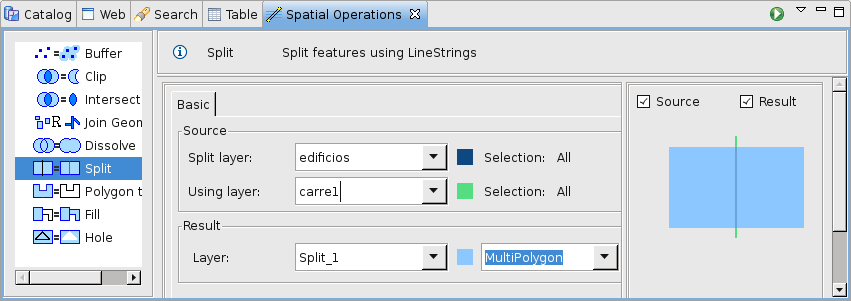 Catalog Web Search Table Spatial Operations
Split Split features using LineStrings
Buffer
Clip
Intersect
Join Geom
Dissolve
Split
Polygon t
Fill
Hole
Basic
Source
Split layer: edificios Selection: All
Using layer: carre1 Selection: All
Result
Layer: Split_1 MultiPolygon
Source Result